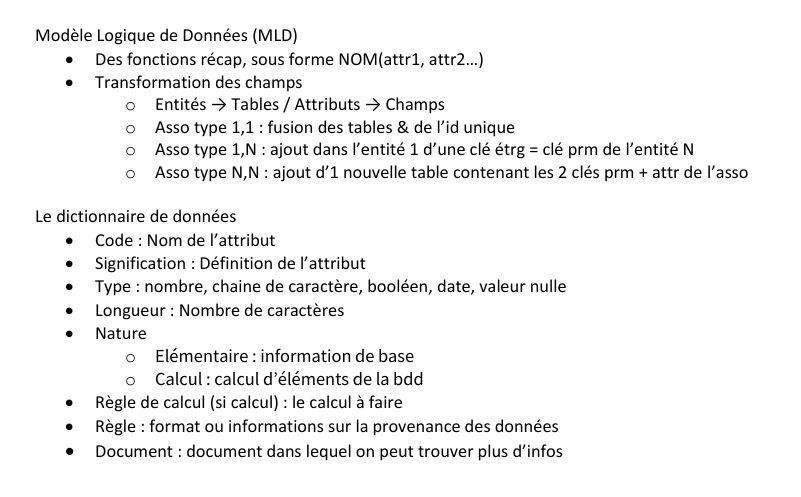 Modèle Logique de Données (MLD)
• Des fonctions récap, sous forme NOM(attr1, attr2…)
• Transformation des champs
o Entités → Tables / Attributs → Champs
o Asso type 1,1 : fusion des tables & de l’id unique
o Asso type 1,N : ajout dans l’entité 1 d’une clé étrg = clé prm de l’entité N
o Asso type N,N : ajout d’1 nouvelle table contenant les 2 clés prm + attr de l’asso
Le dictionnaire de données
• Code : Nom de l’attribut
• Signification : Définition de l’attribut
• Type : nombre, chaine de caractère, booléen, date, valeur nulle
• Longueur : Nombre de caractères
• Nature
o Elémentaire : information de base
o Calcul : calcul d’éléments de la bdd
• Règle de calcul (si calcul) : le calcul à faire
• Règle : format ou informations sur la provenance des données
• Document : document dans lequel on peut trouver plus d’infos